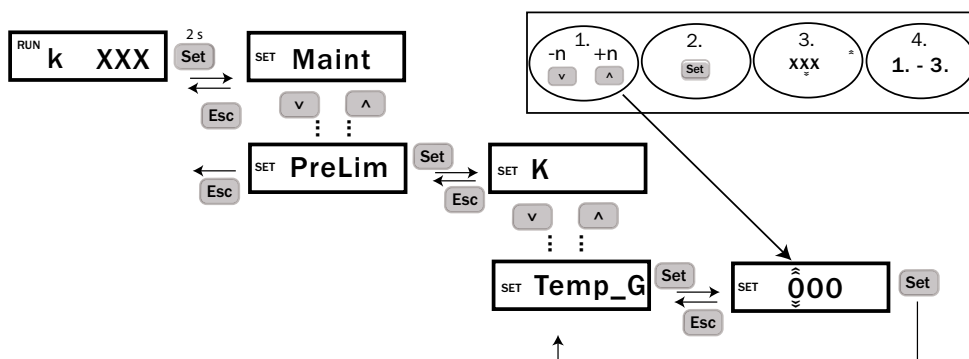 RUN k XXX
2 s
Set
Esc
SET Maint
v ʌ
SET PreLim
Esc
Set
Esc
SET K
v ʌ
SET Temp_G
Set
Esc
SET 000
Set
1.
-n +n
v ʌ
2.
Set
3.
XXX
4.
1. - 3.